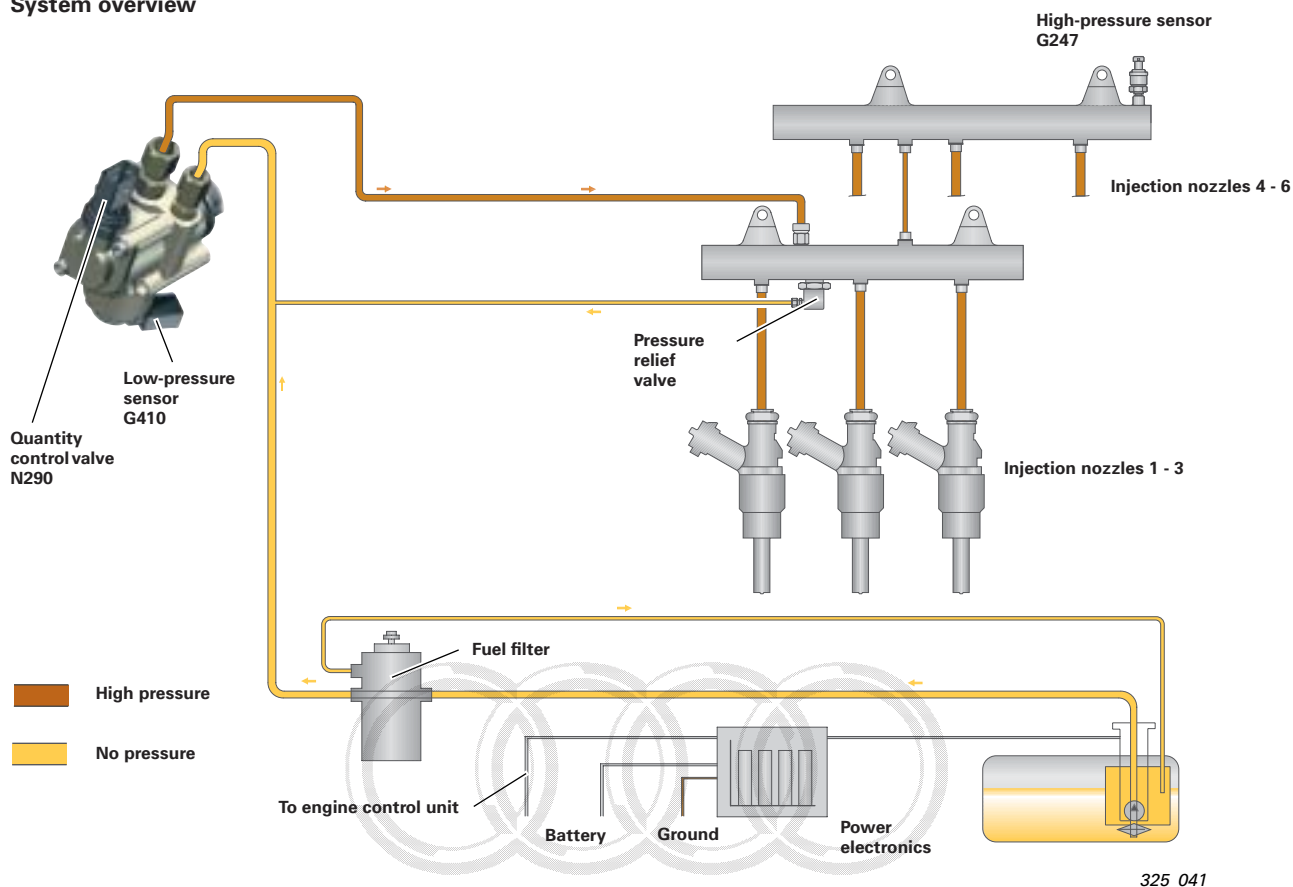 System overview
High-pressure sensor
G247
Injection nozzles 4 - 6
Pressure
relief
valve
Low-pressure
sensor
G410
Quantity
control valve
N290
Injection nozzles 1 - 3
Fuel filter
High pressure
No pressure
To engine control unit
Battery
Ground
Power
electronics
325 041